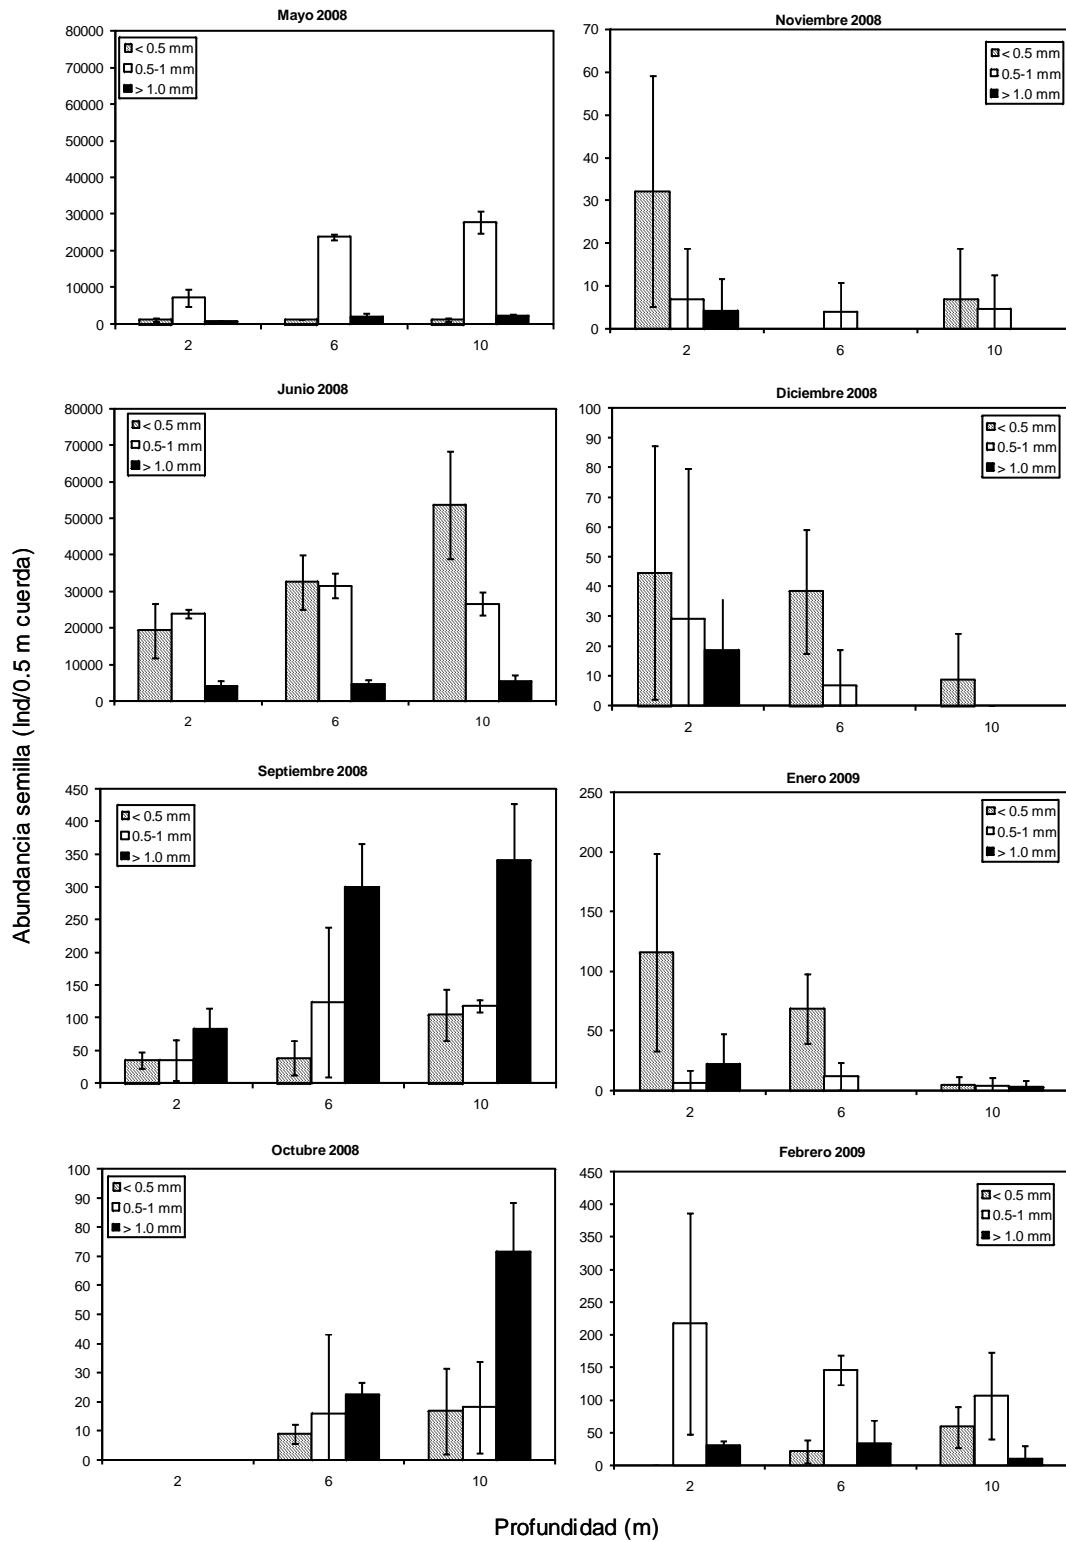 Mayo 2008
80000
70000
60000
50000
40000
30000
20000
10000
0
< 0.5 mm
0.5-1 mm
> 1.0 mm
2 6 10
Noviembre 2008
70
60
50
40
30
20
10
0
< 0.5 mm
0.5-1 mm
> 1.0 mm
2 6 10
Junio 2008
80000
70000
60000
50000
40000
30000
20000
10000
0
< 0.5 mm
0.5-1 mm
> 1.0 mm
2 6 10
Diciembre 2008
100
90
80
70
60
50
40
30
20
10
0
< 0.5 mm
0.5-1 mm
> 1.0 mm
2 6 10
Septiembre 2008
450
400
350
300
250
200
150
100
50
0
< 0.5 mm
0.5-1 mm
> 1.0 mm
2 6 10
Enero 2009
250
200
150
100
50
0
< 0.5 mm
0.5-1 mm
> 1.0 mm
2 6 10
Octubre 2008
100
90
80
70
60
50
40
30
20
10
0
< 0.5 mm
0.5-1 mm
> 1.0 mm
2 6 10
Febrero 2009
450
400
350
300
250
200
150
100
50
0
< 0.5 mm
0.5-1 mm
> 1.0 mm
2 6 10
Abundancia semilla (Ind/0.5 m cuerda)
Profundidad (m)